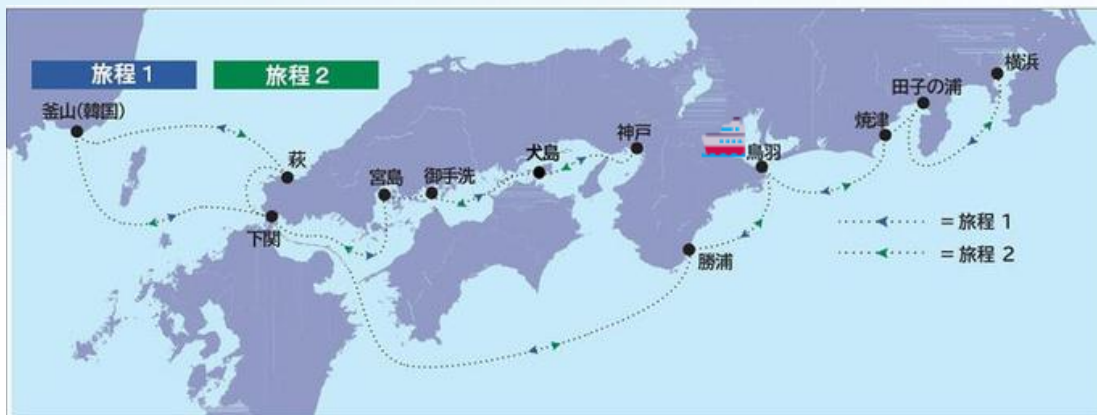 旅程1
旅程2
横浜
田子の浦
釜山(韓国)
焼津
神戸
鳥羽
犬島
萩
宮島
御手洗
= 旅程1
下関
= 旅程2
勝浦